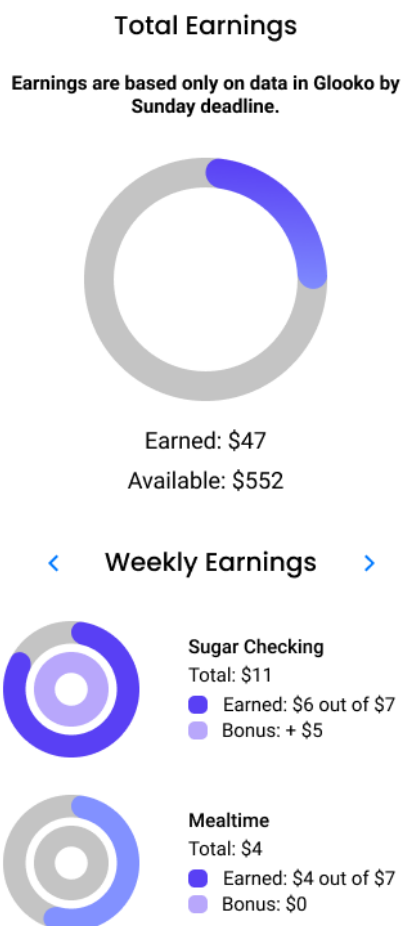 Total Earnings
Earnings are based only on data in Glooko by
Sunday deadline.
Earned: $47
Available: $552
Weekly Earnings
Sugar Checking
Total: $11
Earned: $6 out of $7
Bonus: + $5
Mealtime
Total: $4
Earned: $4 out of $7
Bonus: $0